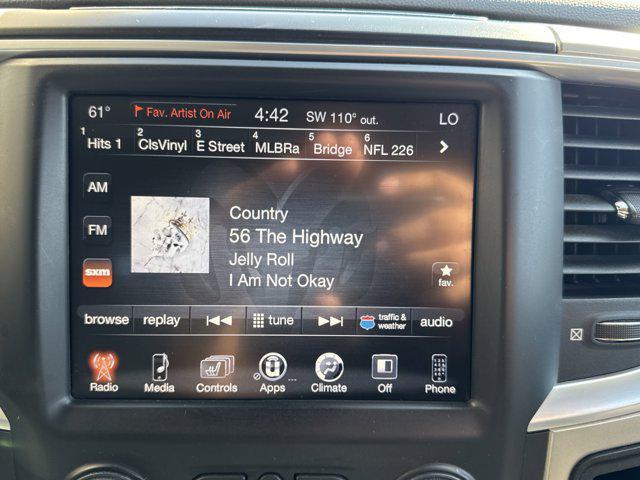 61° Fav. Artist On Air 4:42 SW 110° out. LO
1 Hits 1 2 ClsVinyl 3 E Street 4 MLBRa 5 Bridge 6 NFL 226
AM
FM
sxm
Country
56 The Highway
Jelly Roll
I Am Not Okay
fav.
browse replay tune traffic & weather audio
Radio Media Controls Apps Climate Off Phone